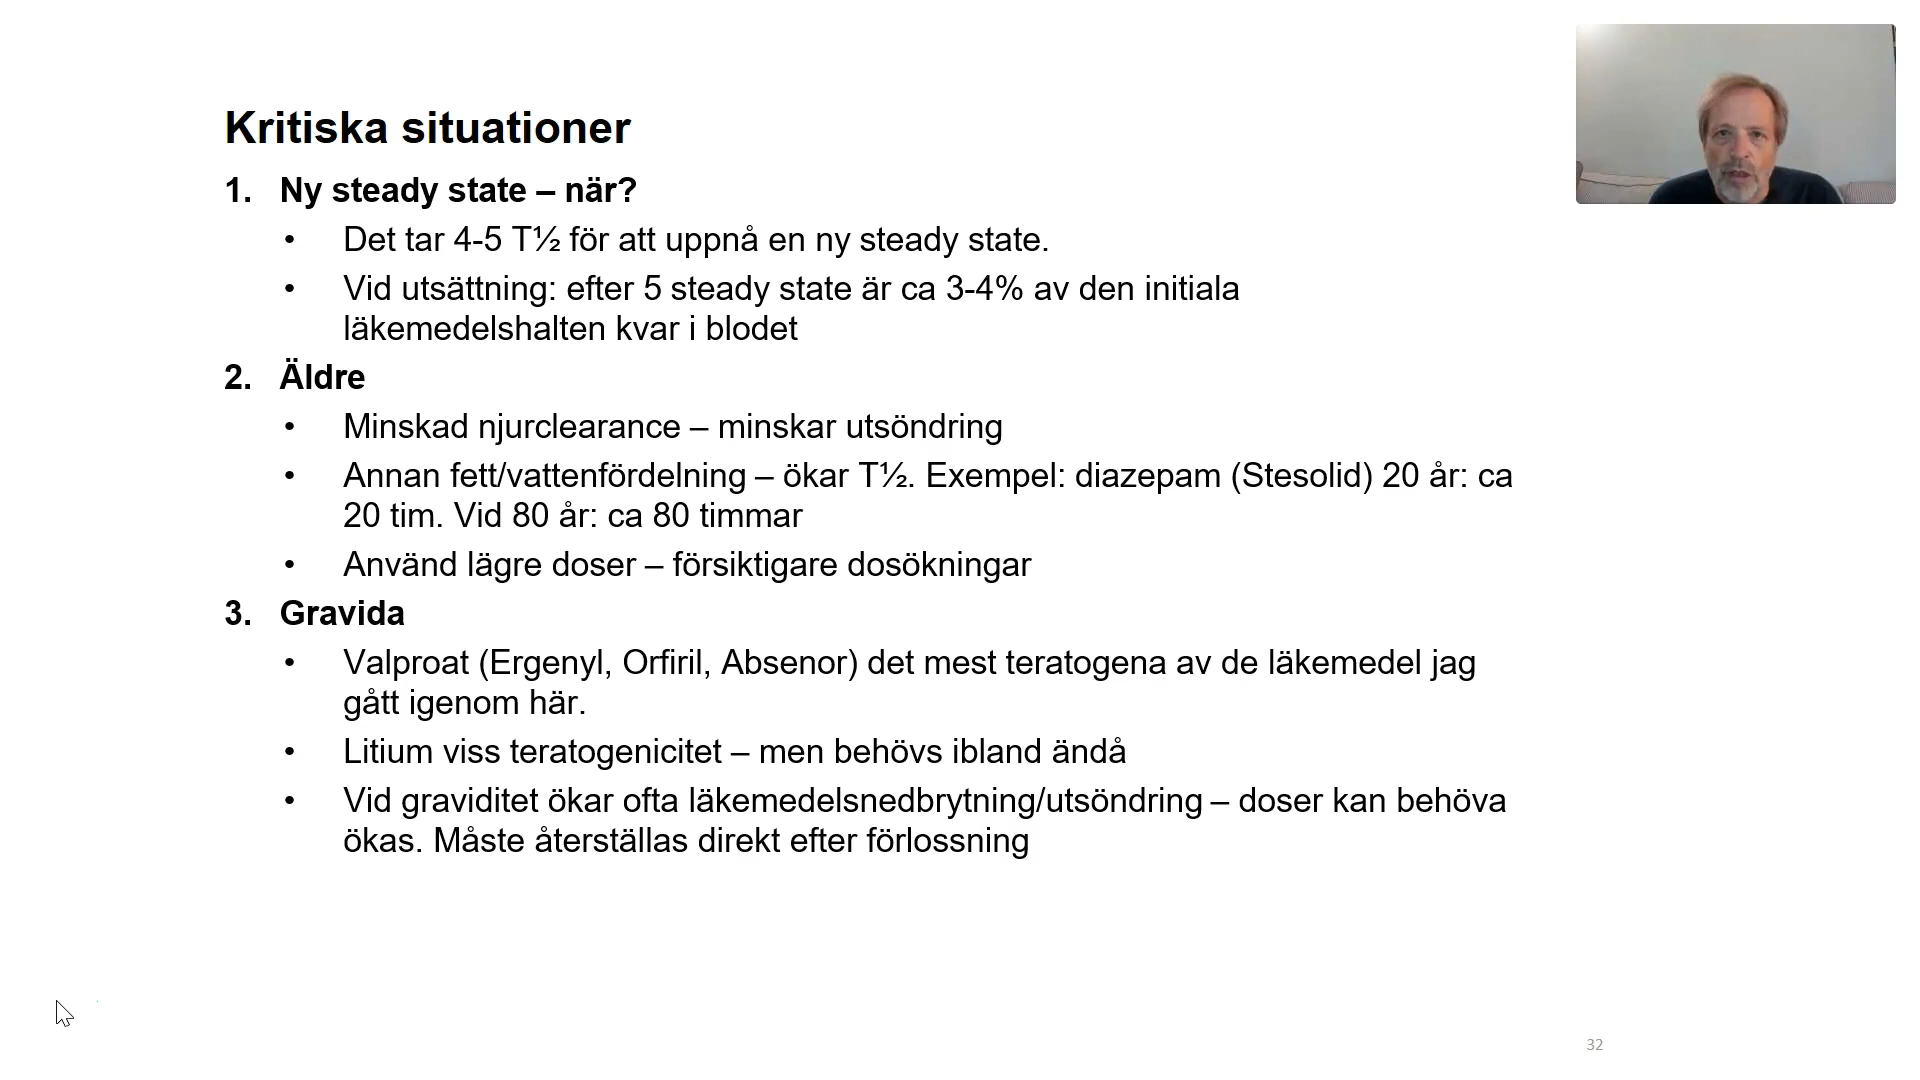 Kritiska situationer
1. Ny steady state – när?
• Det tar 4-5 T½ för att uppnå en ny steady state.
• Vid utsättning: efter 5 steady state är ca 3-4% av den initiala
läkemedelshalten kvar i blodet
2. Äldre
• Minskad njurclearance – minskar utsöndring
• Annan fett/vattenfördelning – ökar T½. Exempel: diazepam (Stesolid) 20 år: ca
20 tim. Vid 80 år: ca 80 timmar
• Använd lägre doser – försiktigare dosökningar
3. Gravida
• Valproat (Ergenyl, Orfiril, Absenor) det mest teratogena av de läkemedel jag
gått igenom här.
• Litium viss teratogenicitet – men behövs ibland ändå
• Vid graviditet ökar ofta läkemedelsnedbrytning/utsöndring – doser kan behöva
ökas. Måste återställas direkt efter förlossning
32